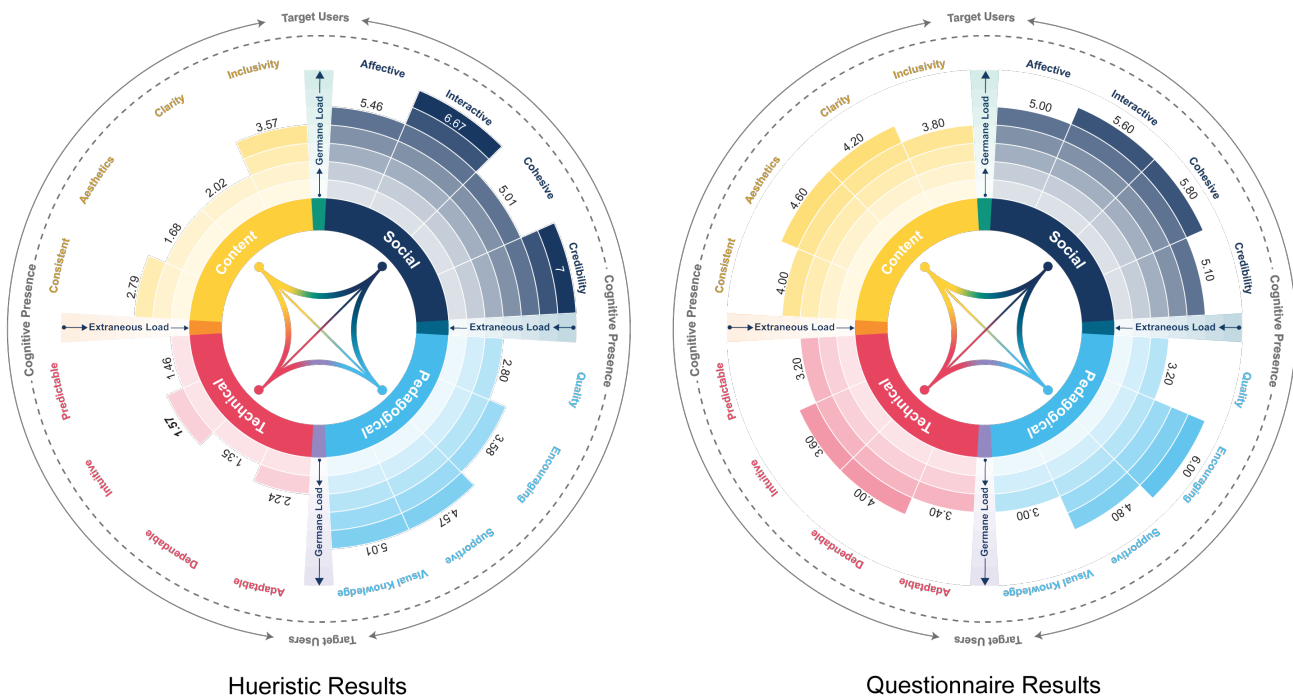 Target Users
Affective
Interactive
Cohesive
Credibility
Inclusivity
Clarity
Aesthetics
Consistent
5.46
6.67
5.01
7
3.57
2.02
1.68
2.79
Germane Load
Content
Social
Cognitive Presence
Extraneous Load
Extraneous Load
Cognitive Presence
Technical
Pedagogical
1.46
1.57
1.35
2.24
2.80
3.58
4.57
5.01
Germane Load
Predictable
Intuitive
Dependable
Adaptable
Quality
Encouraging
Supportive
Visual Knowledge
Target Users
Hueristic Results
Target Users
Affective
Interactive
Cohesive
Credibility
Inclusivity
Clarity
Aesthetics
Consistent
5.00
5.60
5.80
5.10
3.80
4.20
4.60
4.00
Germane Load
Content
Social
Cognitive Presence
Extraneous Load
Extraneous Load
Cognitive Presence
Technical
Pedagogical
3.20
3.60
4.00
3.40
3.20
6.00
4.80
3.00
Germane Load
Predictable
Intuitive
Dependable
Adaptable
Quality
Encouraging
Supportive
Visual Knowledge
Target Users
Questionnaire Results